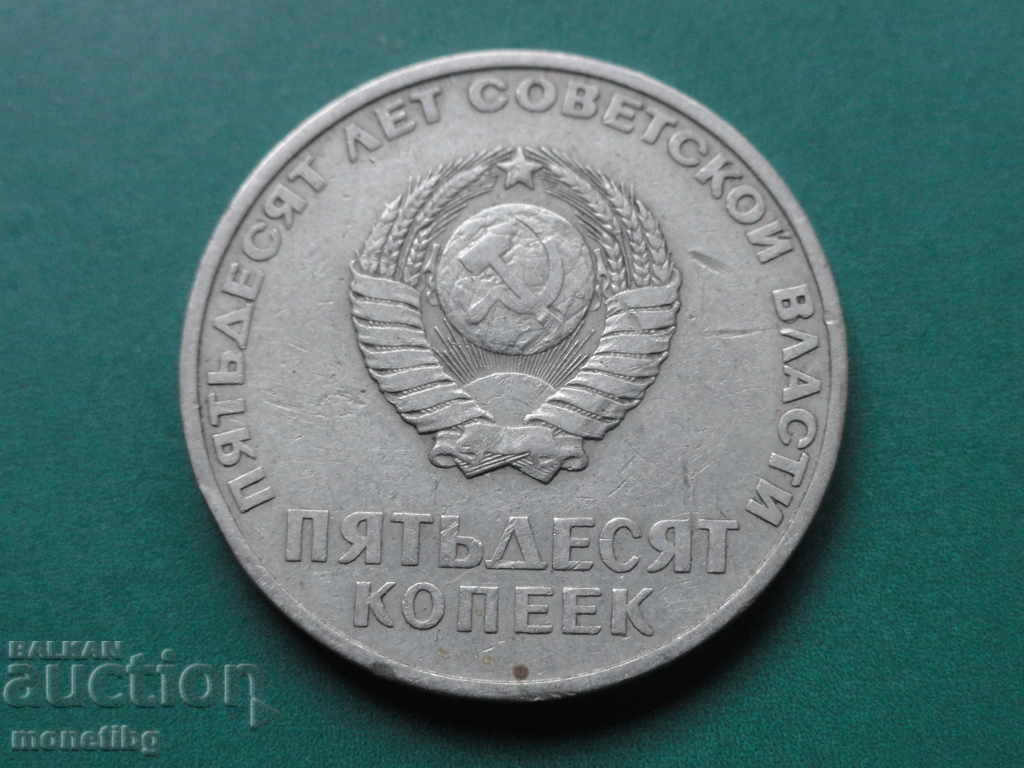 ПЯТЬДЕСЯТ ЛЕТ СОВЕТСКОЙ ВЛАСТИ
ПЯТЬДЕСЯТ
КОПЕЕК
BALKAN
auction
monetibg